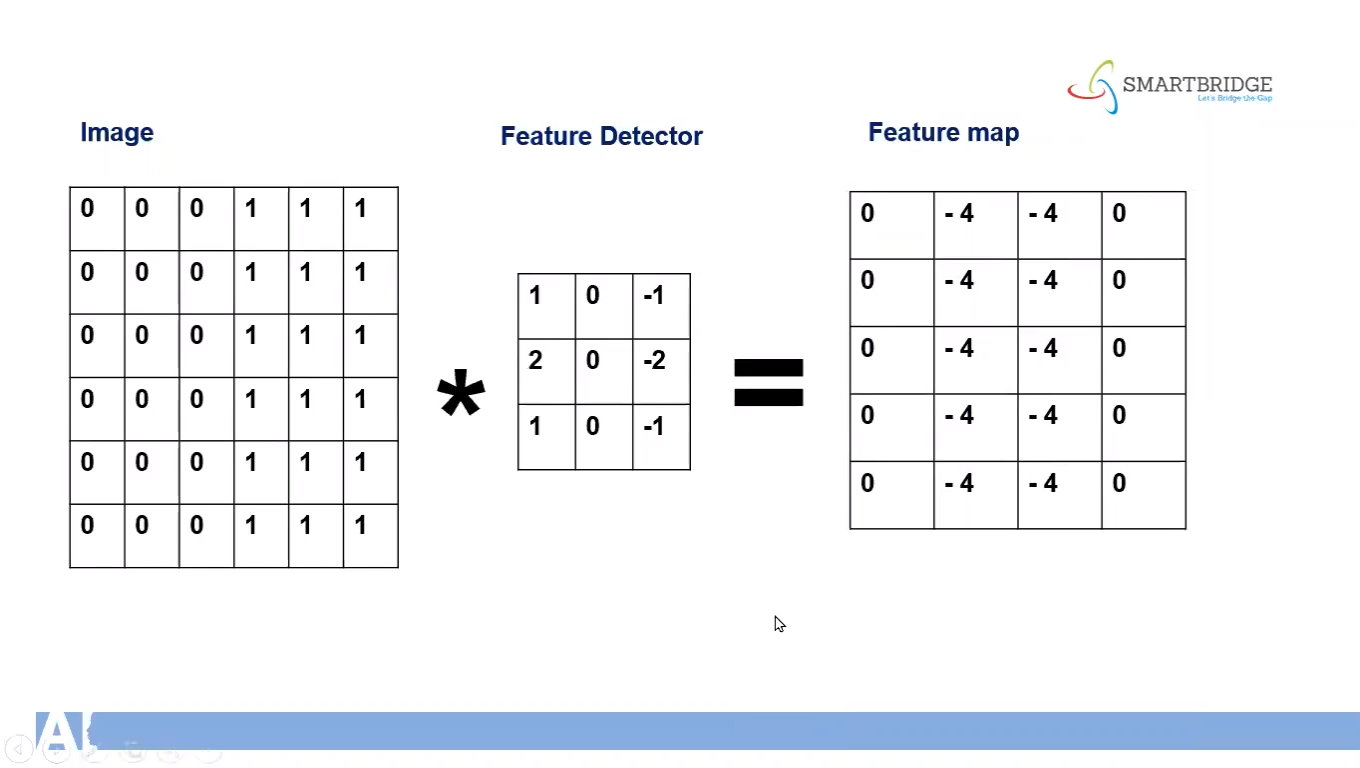 SMARTBRIDGE
Let's Bridge the Gap
Image
Feature Detector
Feature map
0 0 0 1 1 1
0 0 0 1 1 1
0 0 0 1 1 1
0 0 0 1 1 1
0 0 0 1 1 1
0 0 0 1 1 1
*
1 0 -1
2 0 -2
1 0 -1
=
0 - 4 - 4 0
0 - 4 - 4 0
0 - 4 - 4 0
0 - 4 - 4 0
0 - 4 - 4 0
AI